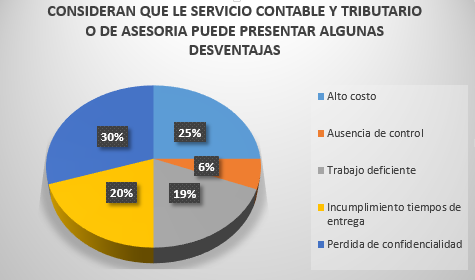 CONSIDERAN QUE LE SERVICIO CONTABLE Y TRIBUTARIO
O DE ASESORIA PUEDE PRESENTAR ALGUNAS
DESVENTAJAS
30%
25%
6%
20%
19%
Alto costo
Ausencia de control
Trabajo deficiente
Incumplimiento tiempos de
entrega
Perdida de confidencialidad